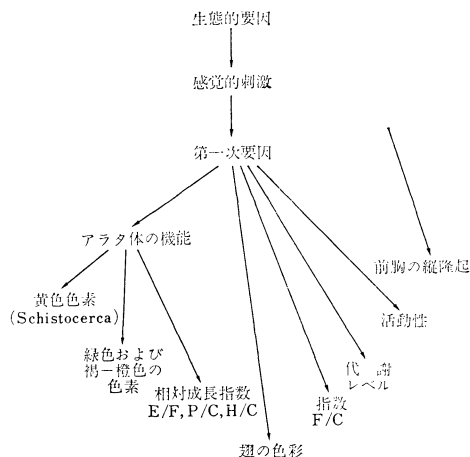 生態的要因
感覚的刺激
第一次要因
アラタ体の機能
前胸の縦隆起
黄色色素
(Schistocerca)
活動性
緑色および
褐－橙色の
色素
相対成長指数
E/F, P/C, H/C
代謝
レベル
指数
F/C
翅の色彩